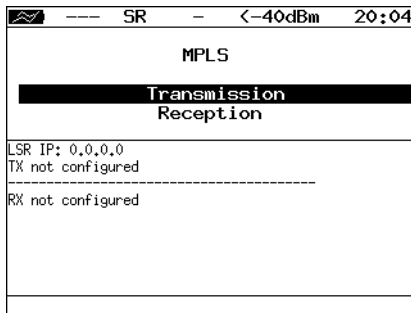 --- SR - <-40dBm 20:04
MPLS
Transmission
Reception
LSR IP: 0.0.0.0
TX not configured
----------------------------------------
RX not configured